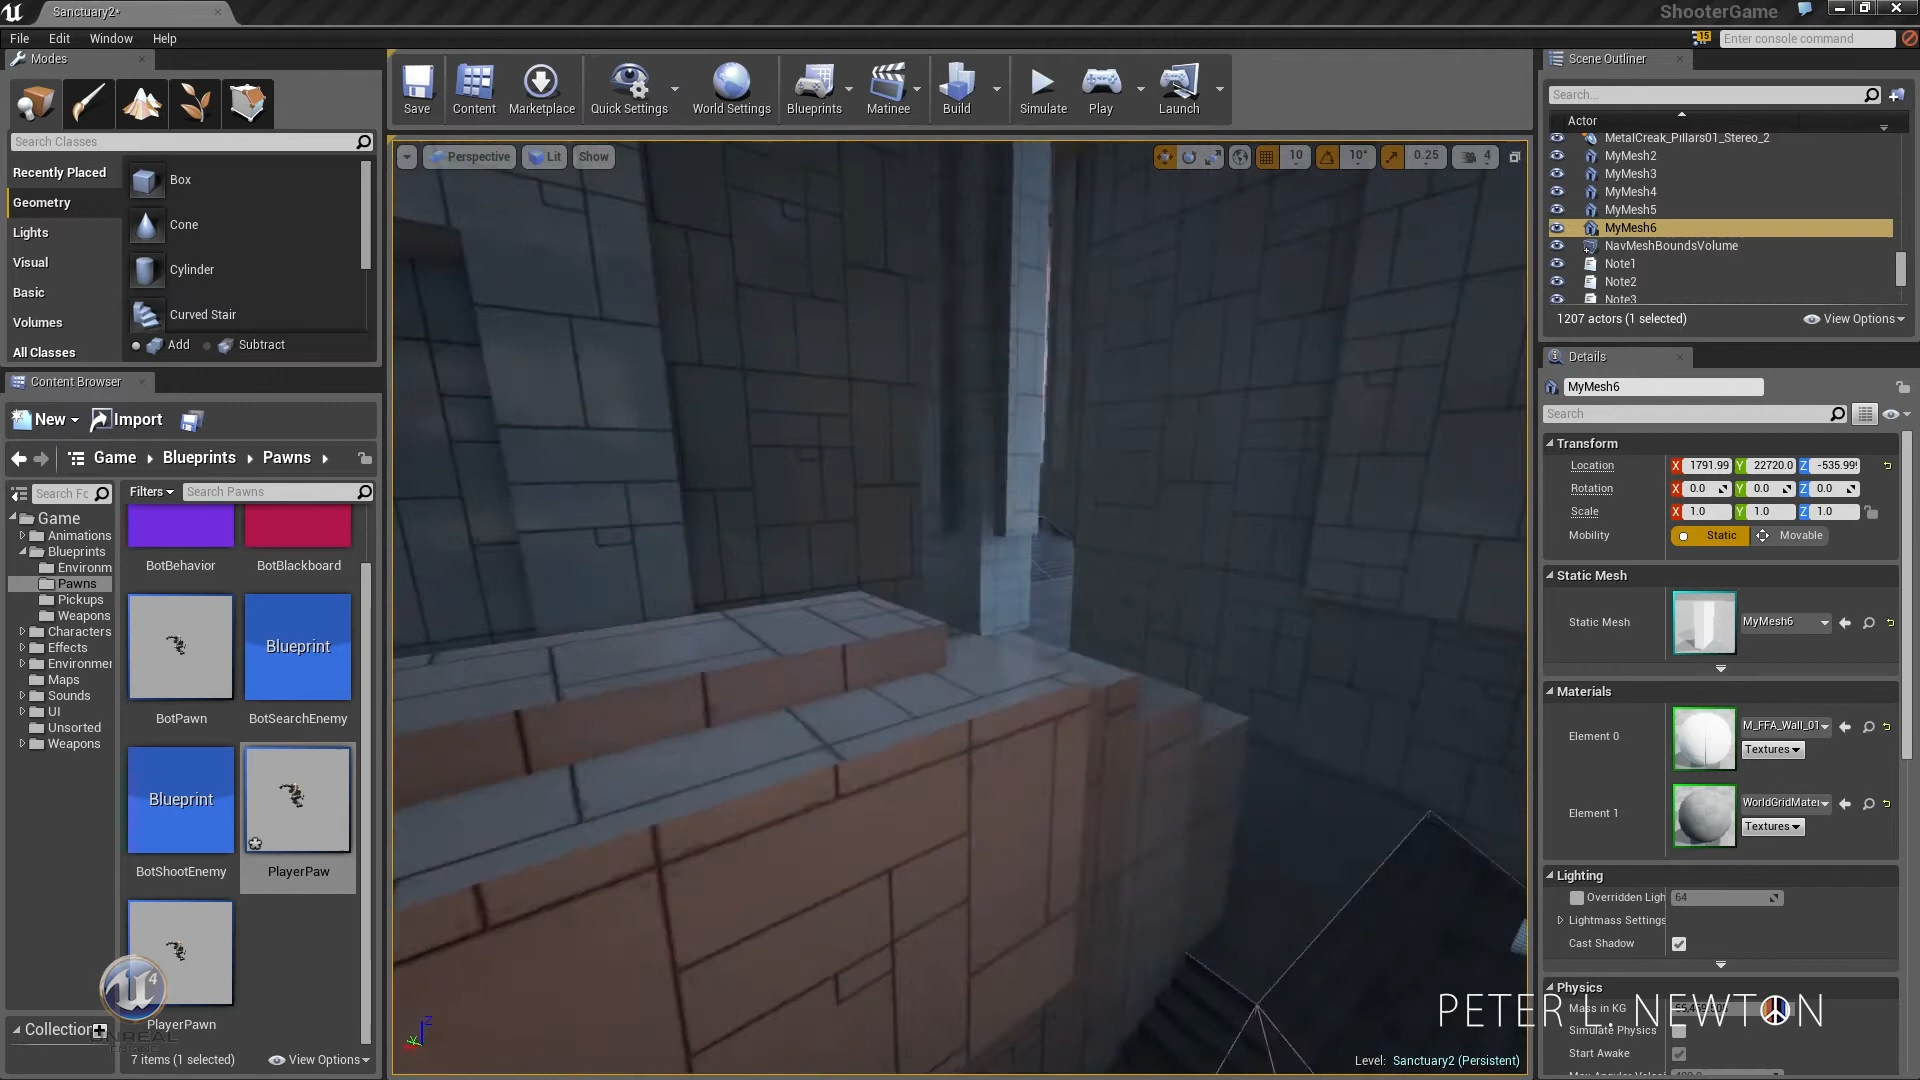 Sanctuary2*
ShooterGame
File Edit Window Help
15 Enter console command
Modes
Search Classes
Recently Placed
Geometry
Lights
Visual
Basic
Volumes
All Classes
Box
Cone
Cylinder
Curved Stair
Add Subtract
Save Content Marketplace Quick Settings World Settings Blueprints Matinee Build Simulate Play Launch
Perspective Lit Show
10 10° 0.25 4
Content Browser
New Import
Game Blueprints Pawns
Search Fc
Filters Search Pawns
Game
Animations
Blueprints
Environm
Pawns
Pickups
Weapons
Characters
Effects
Environmer
Maps
Sounds
UI
Unsorted
Weapons
BotBehavior BotBlackboard
Blueprint
BotPawn BotSearchEnemy
Blueprint
BotShootEnemy PlayerPaw
PlayerPawn
Collection
7 items (1 selected) View Options
Level: Sanctuary2 (Persistent)
Scene Outliner
Search...
Actor
MetalCreak_Pillars01_Stereo_2
MyMesh2
MyMesh3
MyMesh4
MyMesh5
MyMesh6
NavMeshBoundsVolume
Note1
Note2
Note3
1207 actors (1 selected) View Options
Details
MyMesh6
Search
Transform
Location X 1791.99 Y 22720.0 Z -535.99
Rotation X 0.0 Y 0.0 Z 0.0
Scale X 1.0 Y 1.0 Z 1.0
Mobility Static Movable
Static Mesh
Static Mesh MyMesh6
Materials
Element 0 M_FFA_Wall_01
Textures
Element 1 WorldGridMater
Textures
Lighting
Overridden Ligh 64
Lightmass Settings
Cast Shadow
Physics
Mass in KG
Simulate Physics
Start Awake
PETER L. NEWTON